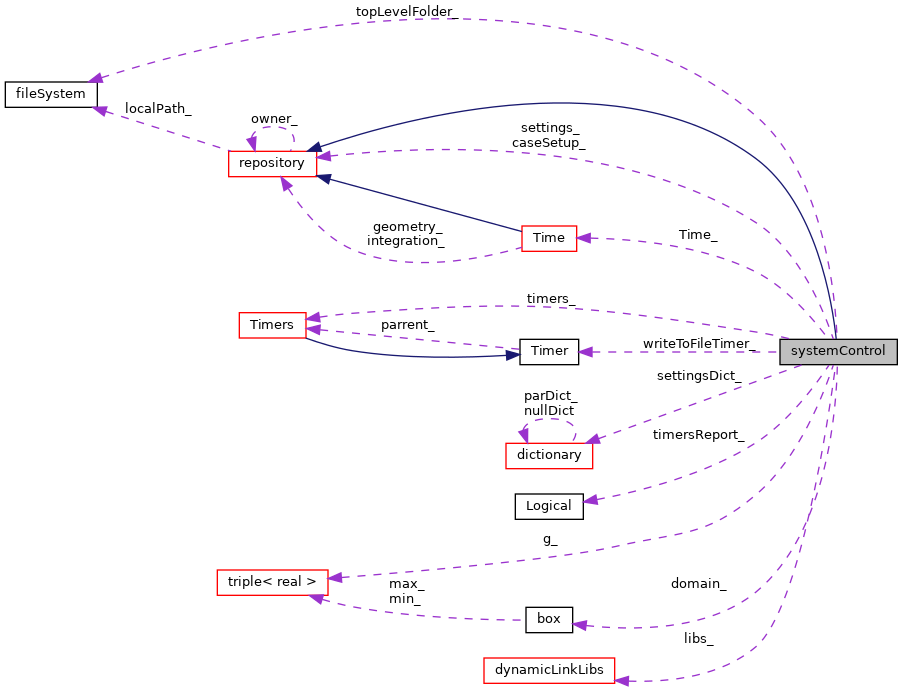 topLevelFolder_
fileSystem
localPath_
owner_
settings_
caseSetup_
repository
geometry_
integration_
Time
Time_
timers_
Timers
parrent_
Timer
writeToFileTimer_
systemControl
settingsDict_
parDict_
nullDict
dictionary
timersReport_
Logical
g_
triple< real >
max_
min_
domain_
box
libs_
dynamicLinkLibs